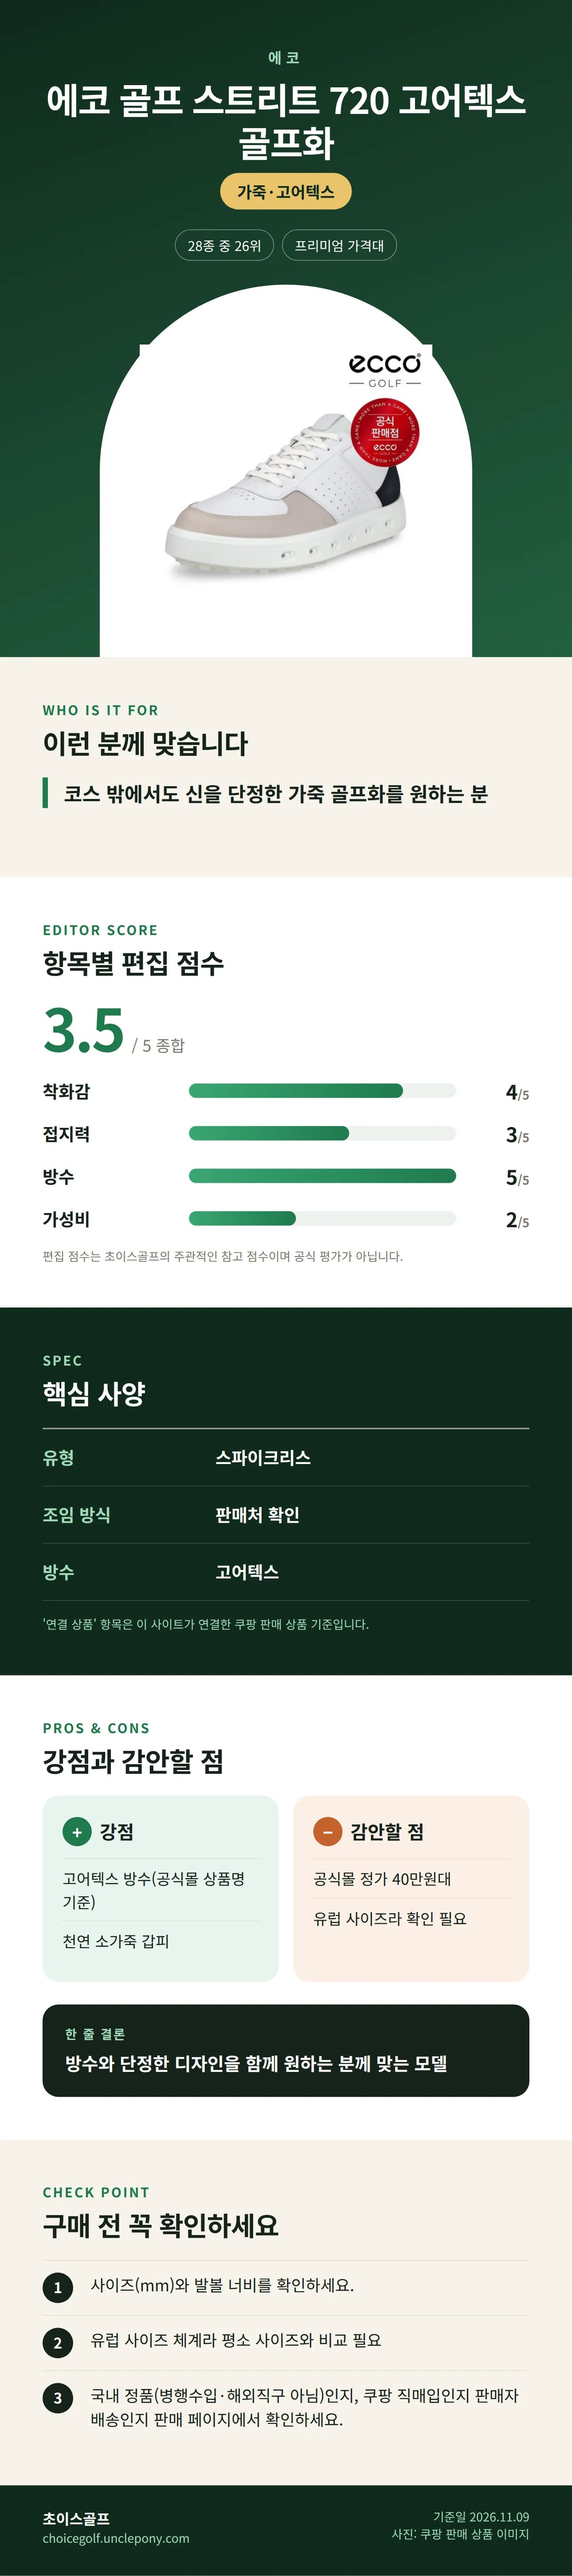 에코
에코 골프 스트리트 720 고어텍스
골프화
가죽·고어텍스
28종 중 26위
프리미엄 가격대
ecco
GOLF
MORE THAN A GAME
공식
판매점
ecco
GOLF
WHO IS IT FOR
이런 분께 맞습니다
코스 밖에서도 신을 단정한 가죽 골프화를 원하는 분
EDITOR SCORE
항목별 편집 점수
3.5 / 5 종합
착화감 4/5
접지력 3/5
방수 5/5
가성비 2/5
편집 점수는 초이스골프의 주관적인 참고 점수이며 공식 평가가 아닙니다.
SPEC
핵심 사양
유형 스파이크리스
조임 방식 판매처 확인
방수 고어텍스
'연결 상품' 항목은 이 사이트가 연결한 쿠팡 판매 상품 기준입니다.
PROS & CONS
강점과 감안할 점
+ 강점
고어텍스 방수(공식몰 상품명
기준)
천연 소가죽 갑피
− 감안할 점
공식몰 정가 40만원대
유럽 사이즈라 확인 필요
한 줄 결론
방수와 단정한 디자인을 함께 원하는 분께 맞는 모델
CHECK POINT
구매 전 꼭 확인하세요
1 사이즈(mm)와 발볼 너비를 확인하세요.
2 유럽 사이즈 체계라 평소 사이즈와 비교 필요
3 국내 정품(병행수입·해외직구 아님)인지, 쿠팡 직매입인지 판매자
배송인지 판매 페이지에서 확인하세요.
초이스골프
choicegolf.unclepony.com
기준일 2026.11.09
사진: 쿠팡 판매 상품 이미지